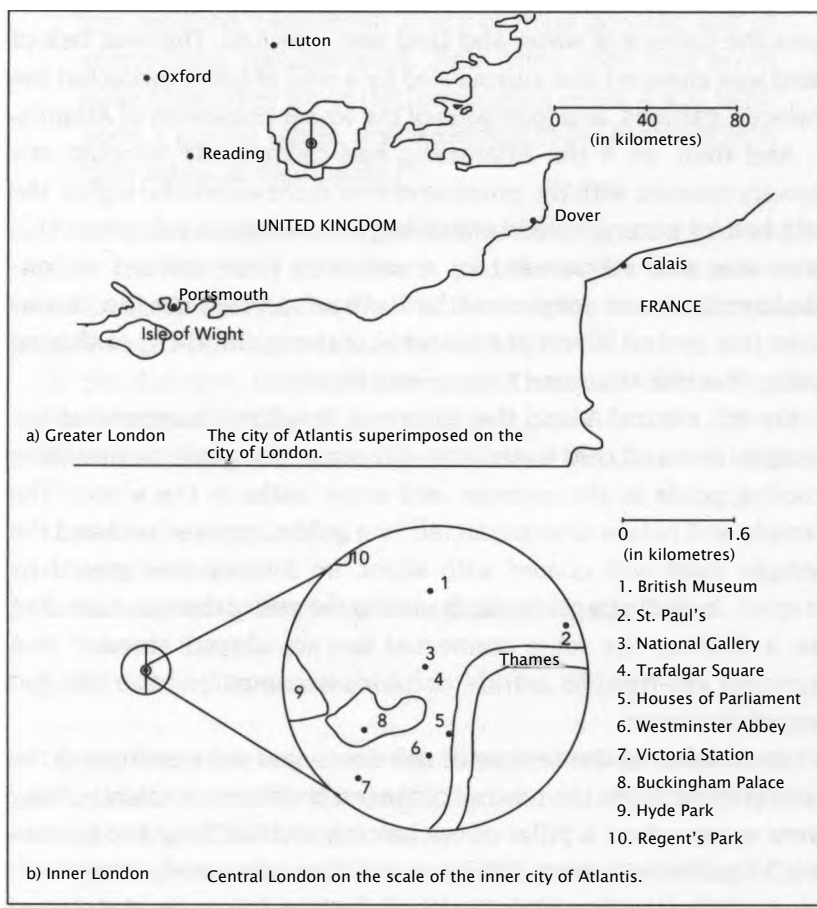 Luton
Oxford
Reading
0 40 80
(in kilometres)
UNITED KINGDOM
Dover
Calais
FRANCE
Portsmouth
Isle of Wight
a) Greater London The city of Atlantis superimposed on the
city of London.
10
1
2
3
4
Thames
9
8
5
6
7
0 1.6
(in kilometres)
1. British Museum
2. St. Paul's
3. National Gallery
4. Trafalgar Square
5. Houses of Parliament
6. Westminster Abbey
7. Victoria Station
8. Buckingham Palace
9. Hyde Park
10. Regent's Park
b) Inner London Central London on the scale of the inner city of Atlantis.